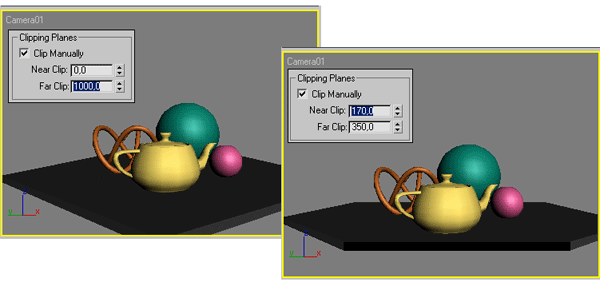 Camera01
Clipping Planes
Clip Manually
Near Clip: 0,0
Far Clip: 1000,0
z
y
x
Camera01
Clipping Planes
Clip Manually
Near Clip: 170,0
Far Clip: 350,0
z
y
x